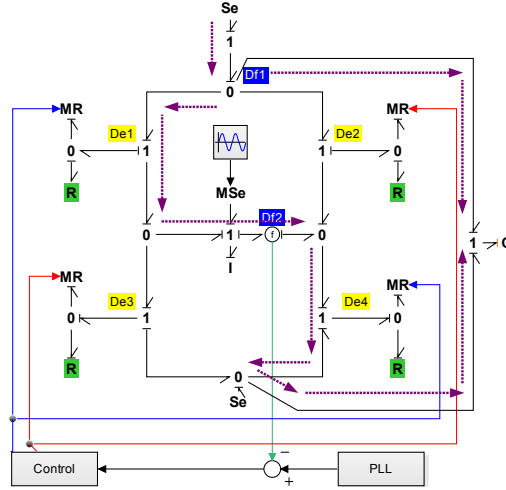 Se
1
Df1
0
MR
MR
De1
De2
0
1
1
0
R
MSe
R
Df2
0
1
f
0
1
C
I
MR
MR
De3
De4
0
1
1
0
R
R
0
Se
−
Control
+
PLL